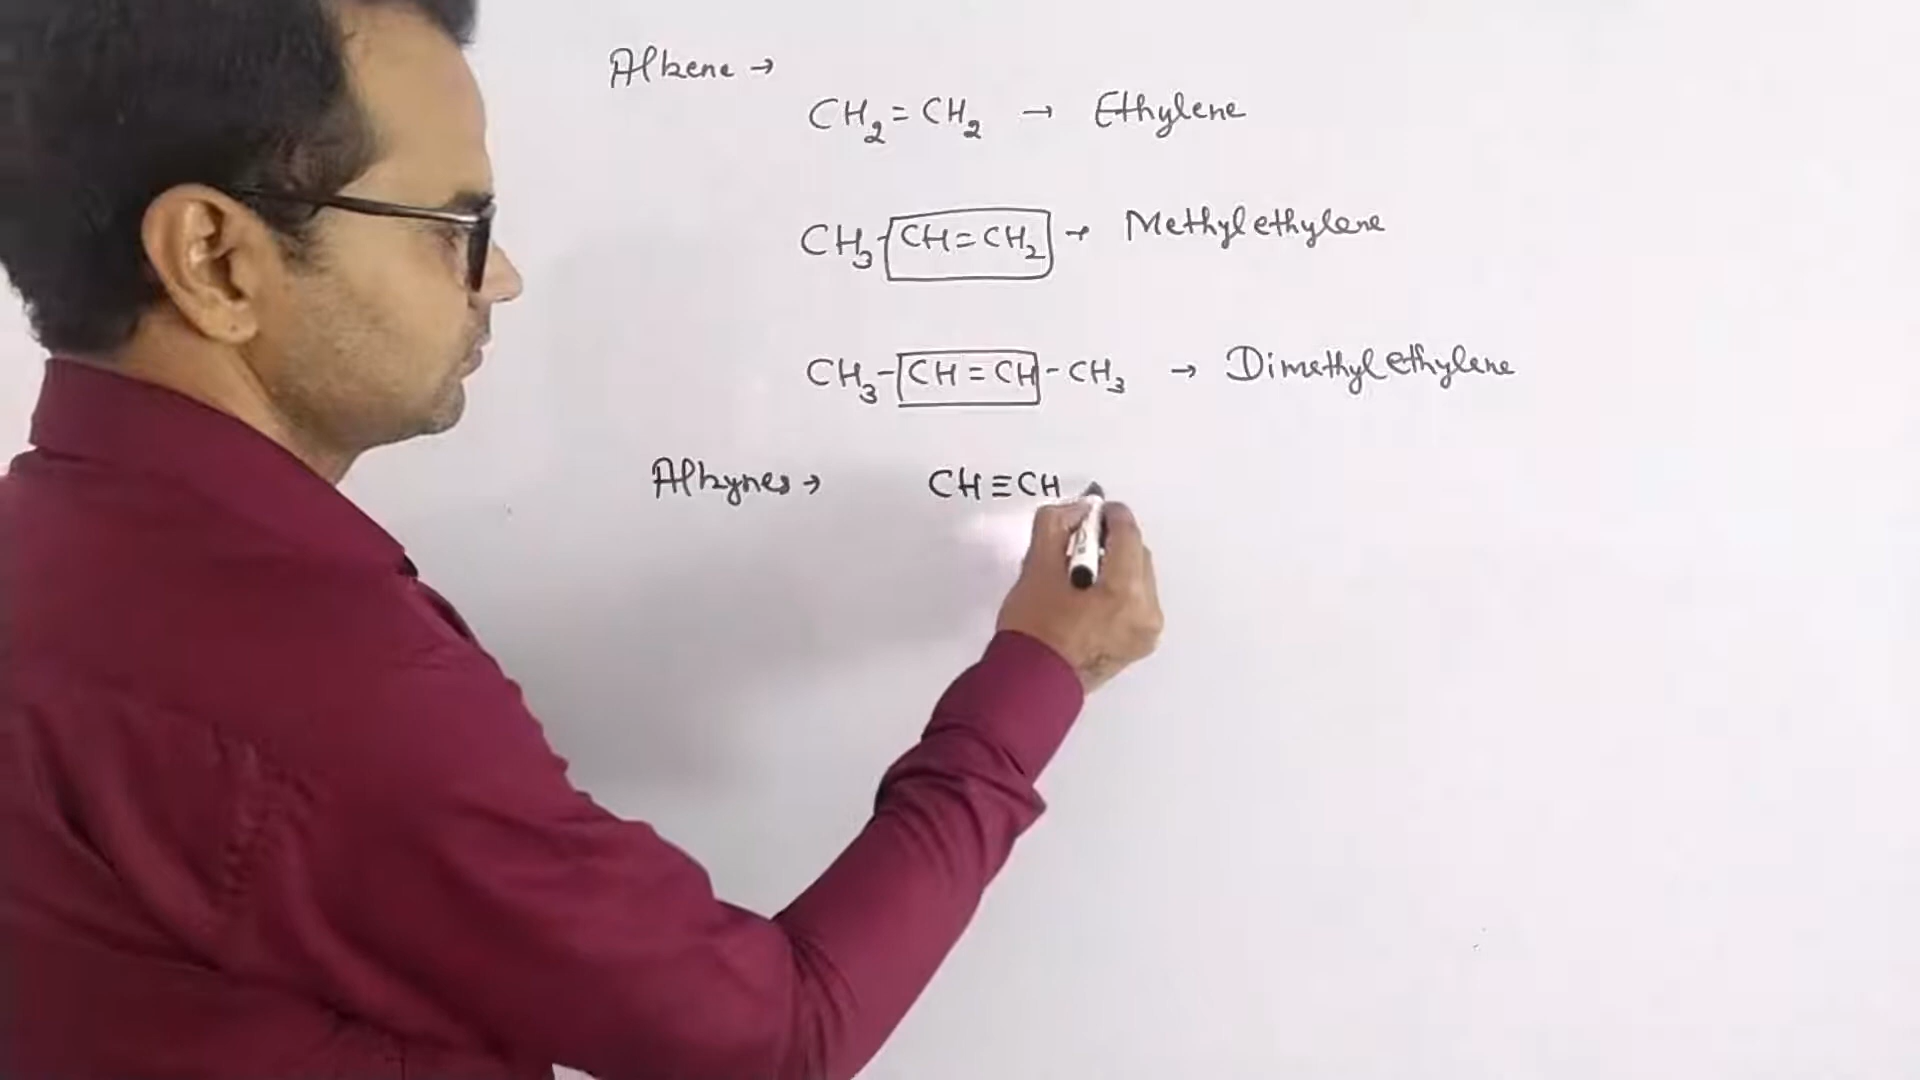 Alkene →
CH₂=CH₂ → Ethylene
CH₃-CH=CH₂ → Methylethylene
CH₃-CH=CH-CH₃ → Dimethylethylene
Alkynes → CH≡CH